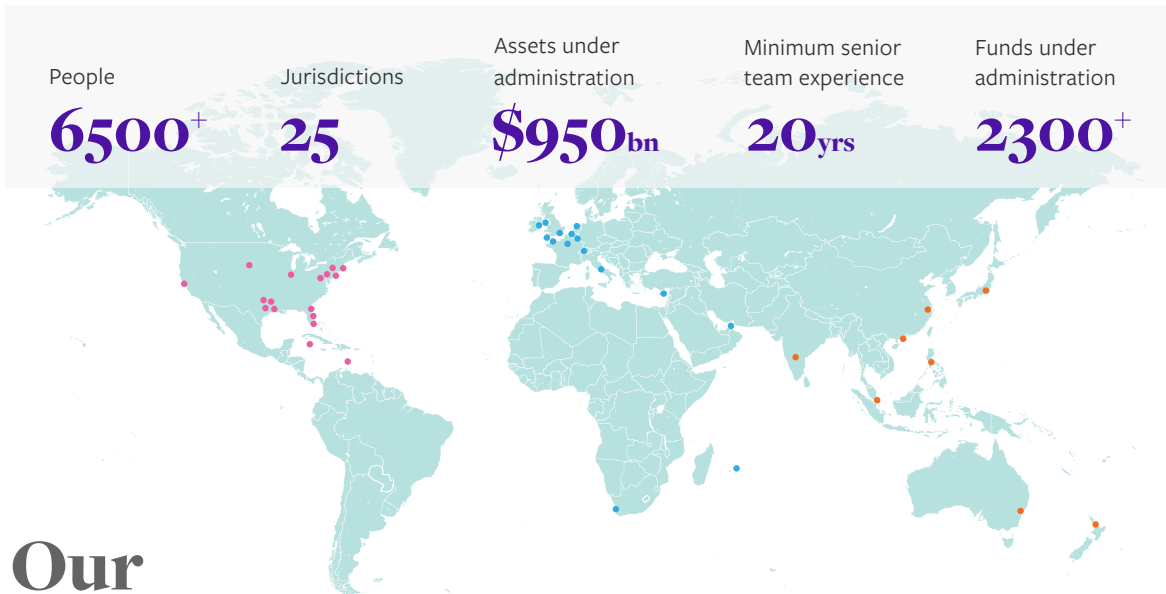 People
6500+
Jurisdictions
25
Assets under
administration
$950bn
Minimum senior
team experience
20yrs
Funds under
administration
2300+
Our